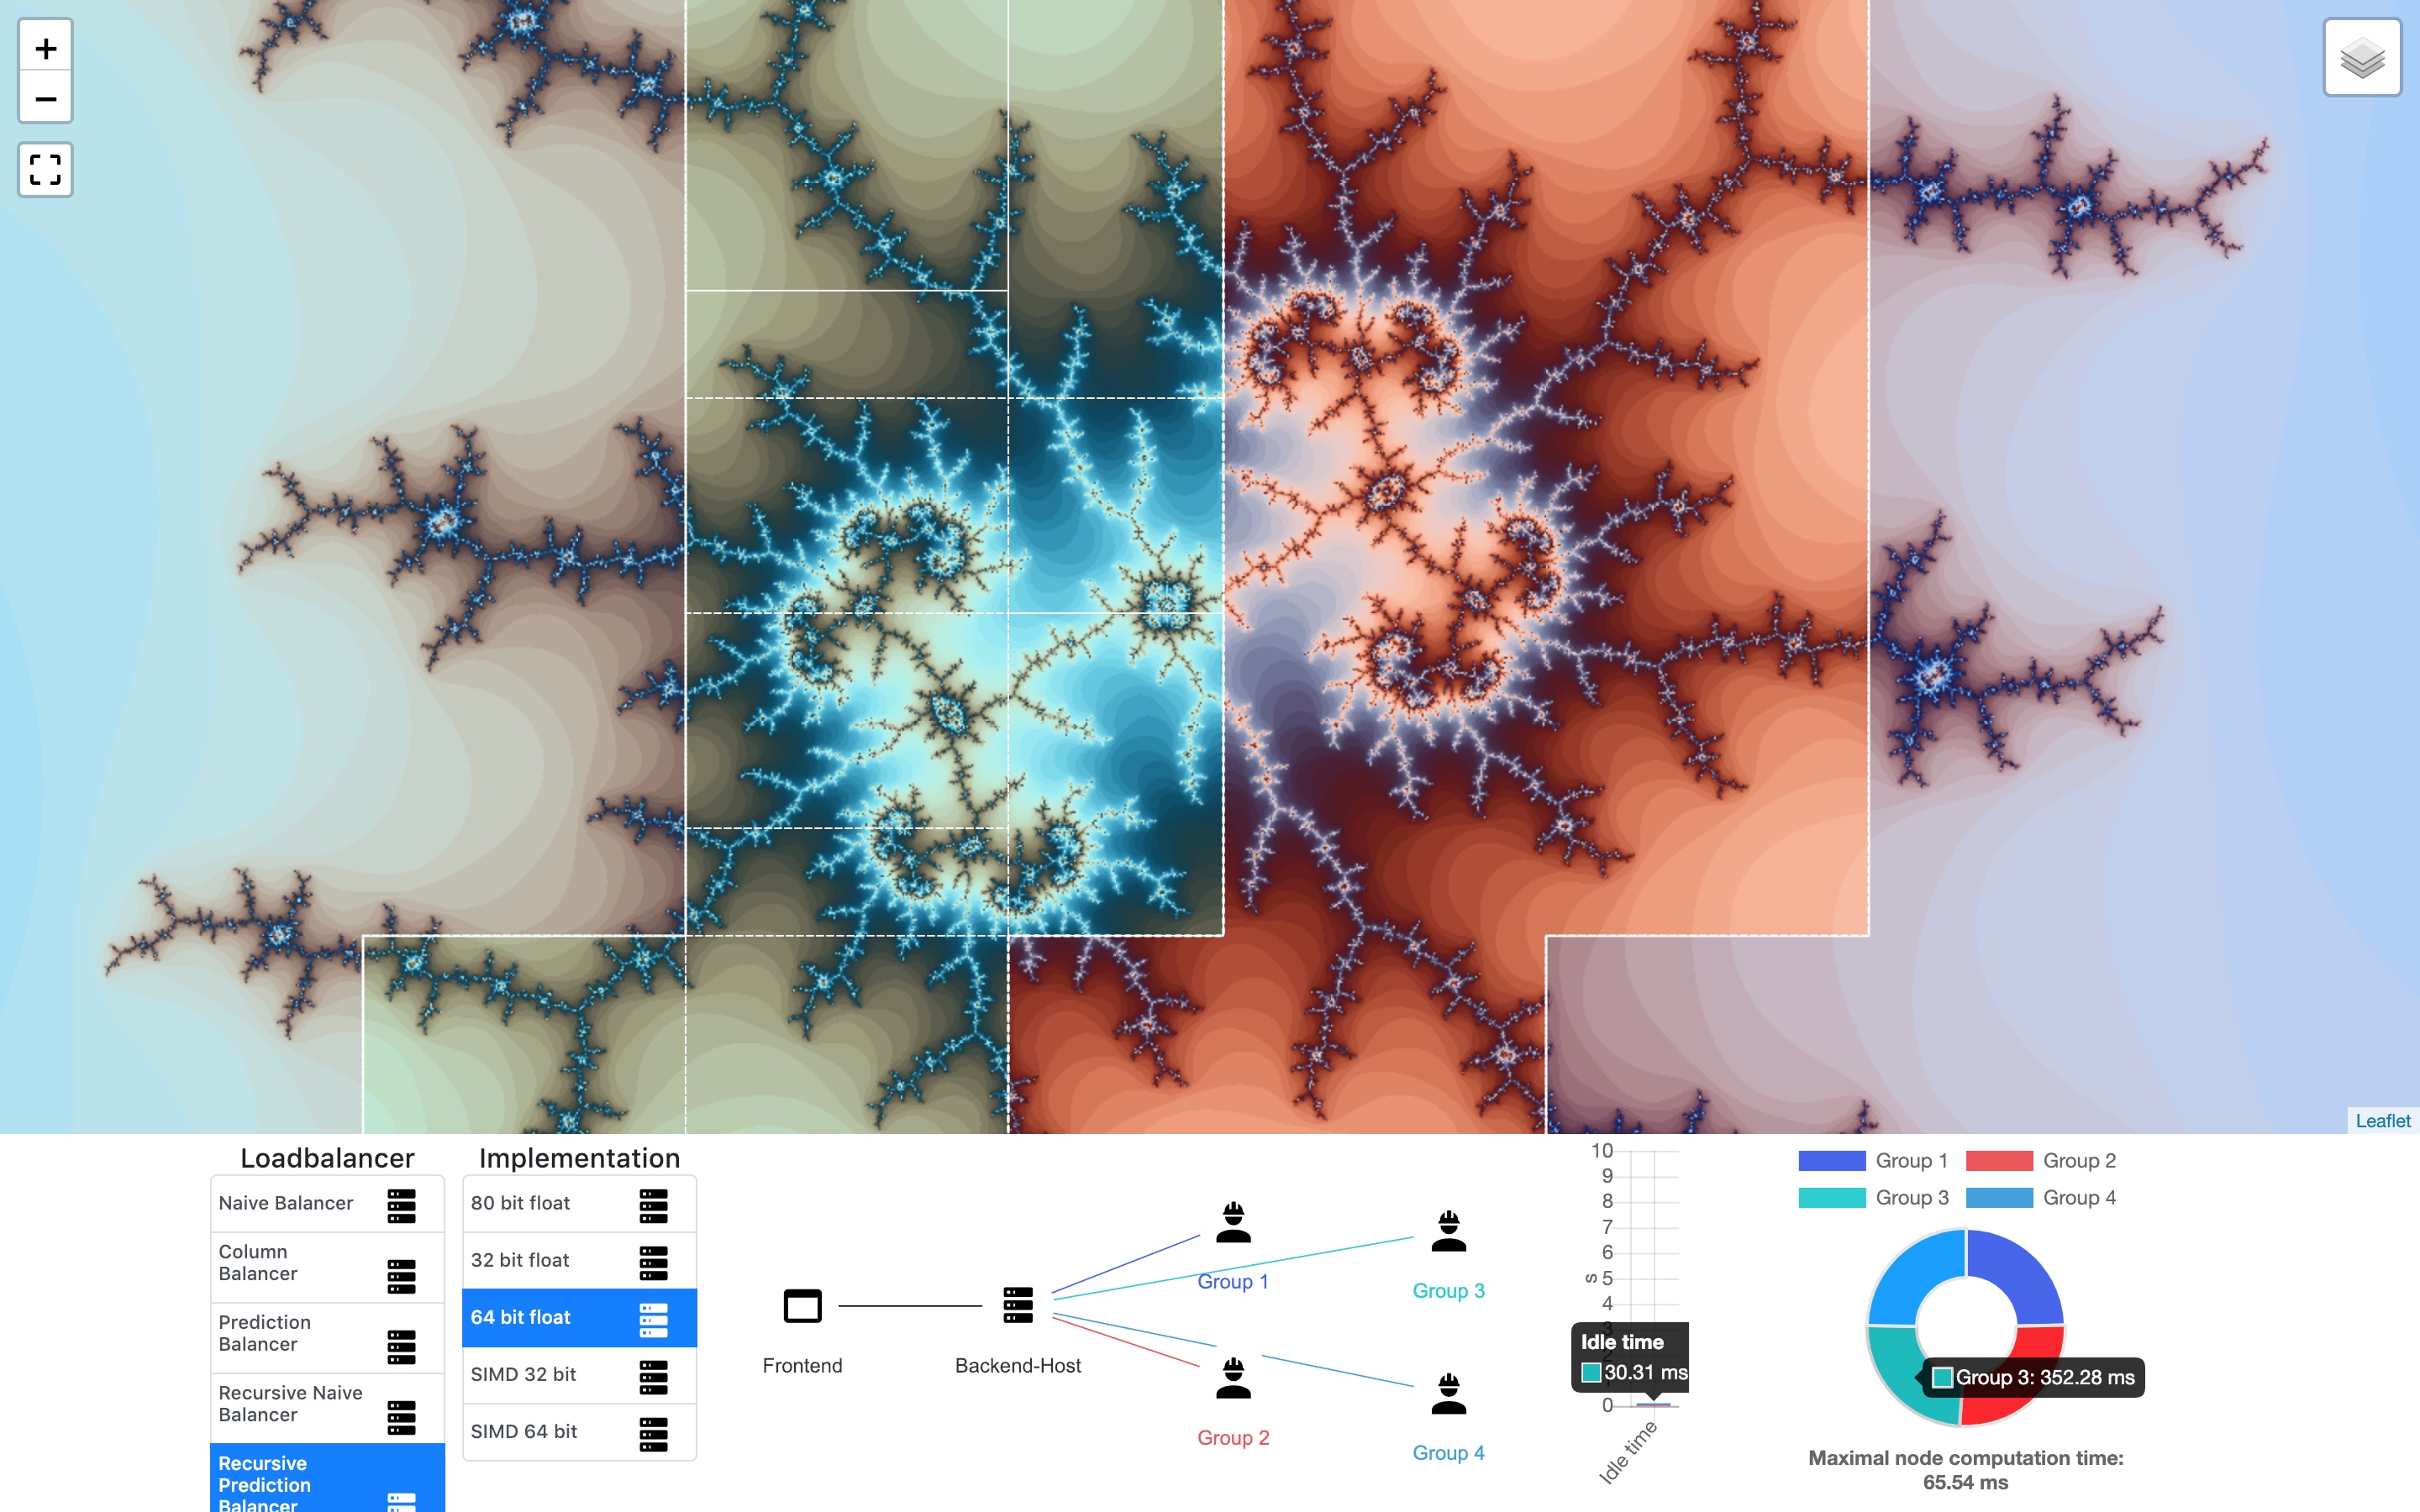 +
−
Leaflet
Loadbalancer
Naive Balancer
Column
Balancer
Prediction
Balancer
Recursive Naive
Balancer
Recursive
Prediction
Balancer
Implementation
80 bit float
32 bit float
64 bit float
SIMD 32 bit
SIMD 64 bit
Frontend
Backend-Host
Group 1
Group 3
Group 2
Group 4
10
9
8
7
6
s 5
4
3
Idle time
30.31 ms
0
Idle time
Group 1 Group 2
Group 3 Group 4
Group 3: 352.28 ms
Maximal node computation time:
65.54 ms